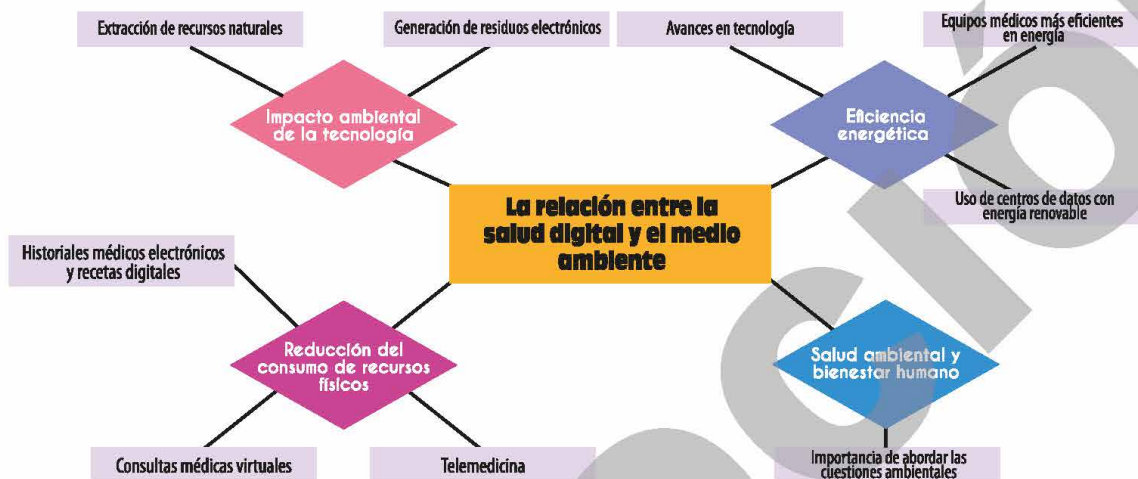 Extracción de recursos naturales
Generación de residuos electrónicos
Avances en tecnología
Equipos médicos más eficientes
en energía
Impacto ambiental
de la tecnología
Eficiencia
energética
Uso de centros de datos con
energía renovable
La relación entre la
salud digital y el medio
ambiente
Historiales médicos electrónicos
y recetas digitales
Reducción del
consumo de recursos
físicos
Salud ambiental y
bienestar humano
Consultas médicas virtuales
Telemedicina
Importancia de abordar las
cuestiones ambientales